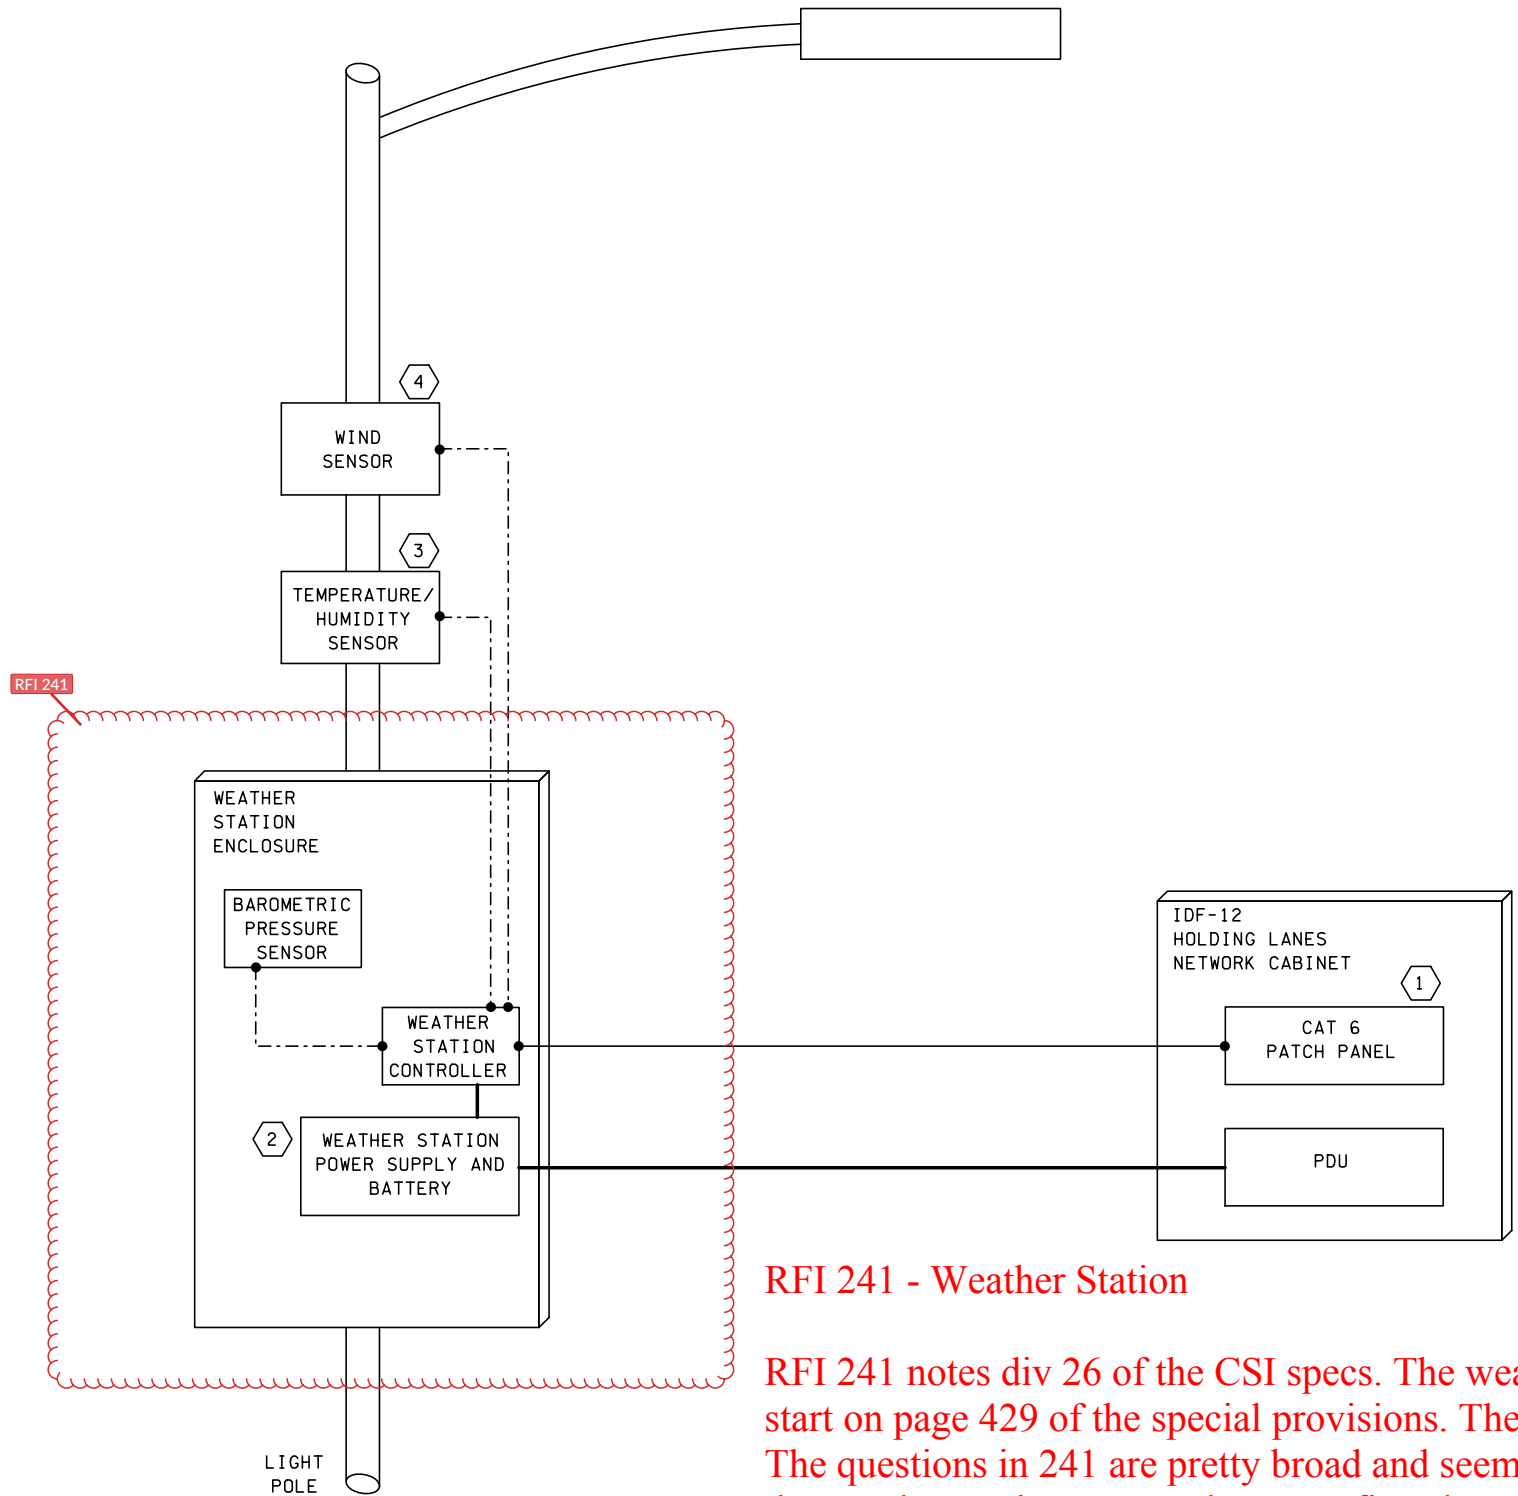 4
WIND
SENSOR
3
TEMPERATURE/
HUMIDITY
SENSOR
RFI 241
WEATHER
STATION
ENCLOSURE
BAROMETRIC
PRESSURE
SENSOR
WEATHER
STATION
CONTROLLER
2
WEATHER STATION
POWER SUPPLY AND
BATTERY
IDF-12
HOLDING LANES
NETWORK CABINET
1
CAT 6
PATCH PANEL
PDU
LIGHT
POLE
RFI 241 - Weather Station
RFI 241 notes div 26 of the CSI specs. The wea
start on page 429 of the special provisions. The
The questions in 241 are pretty broad and seem